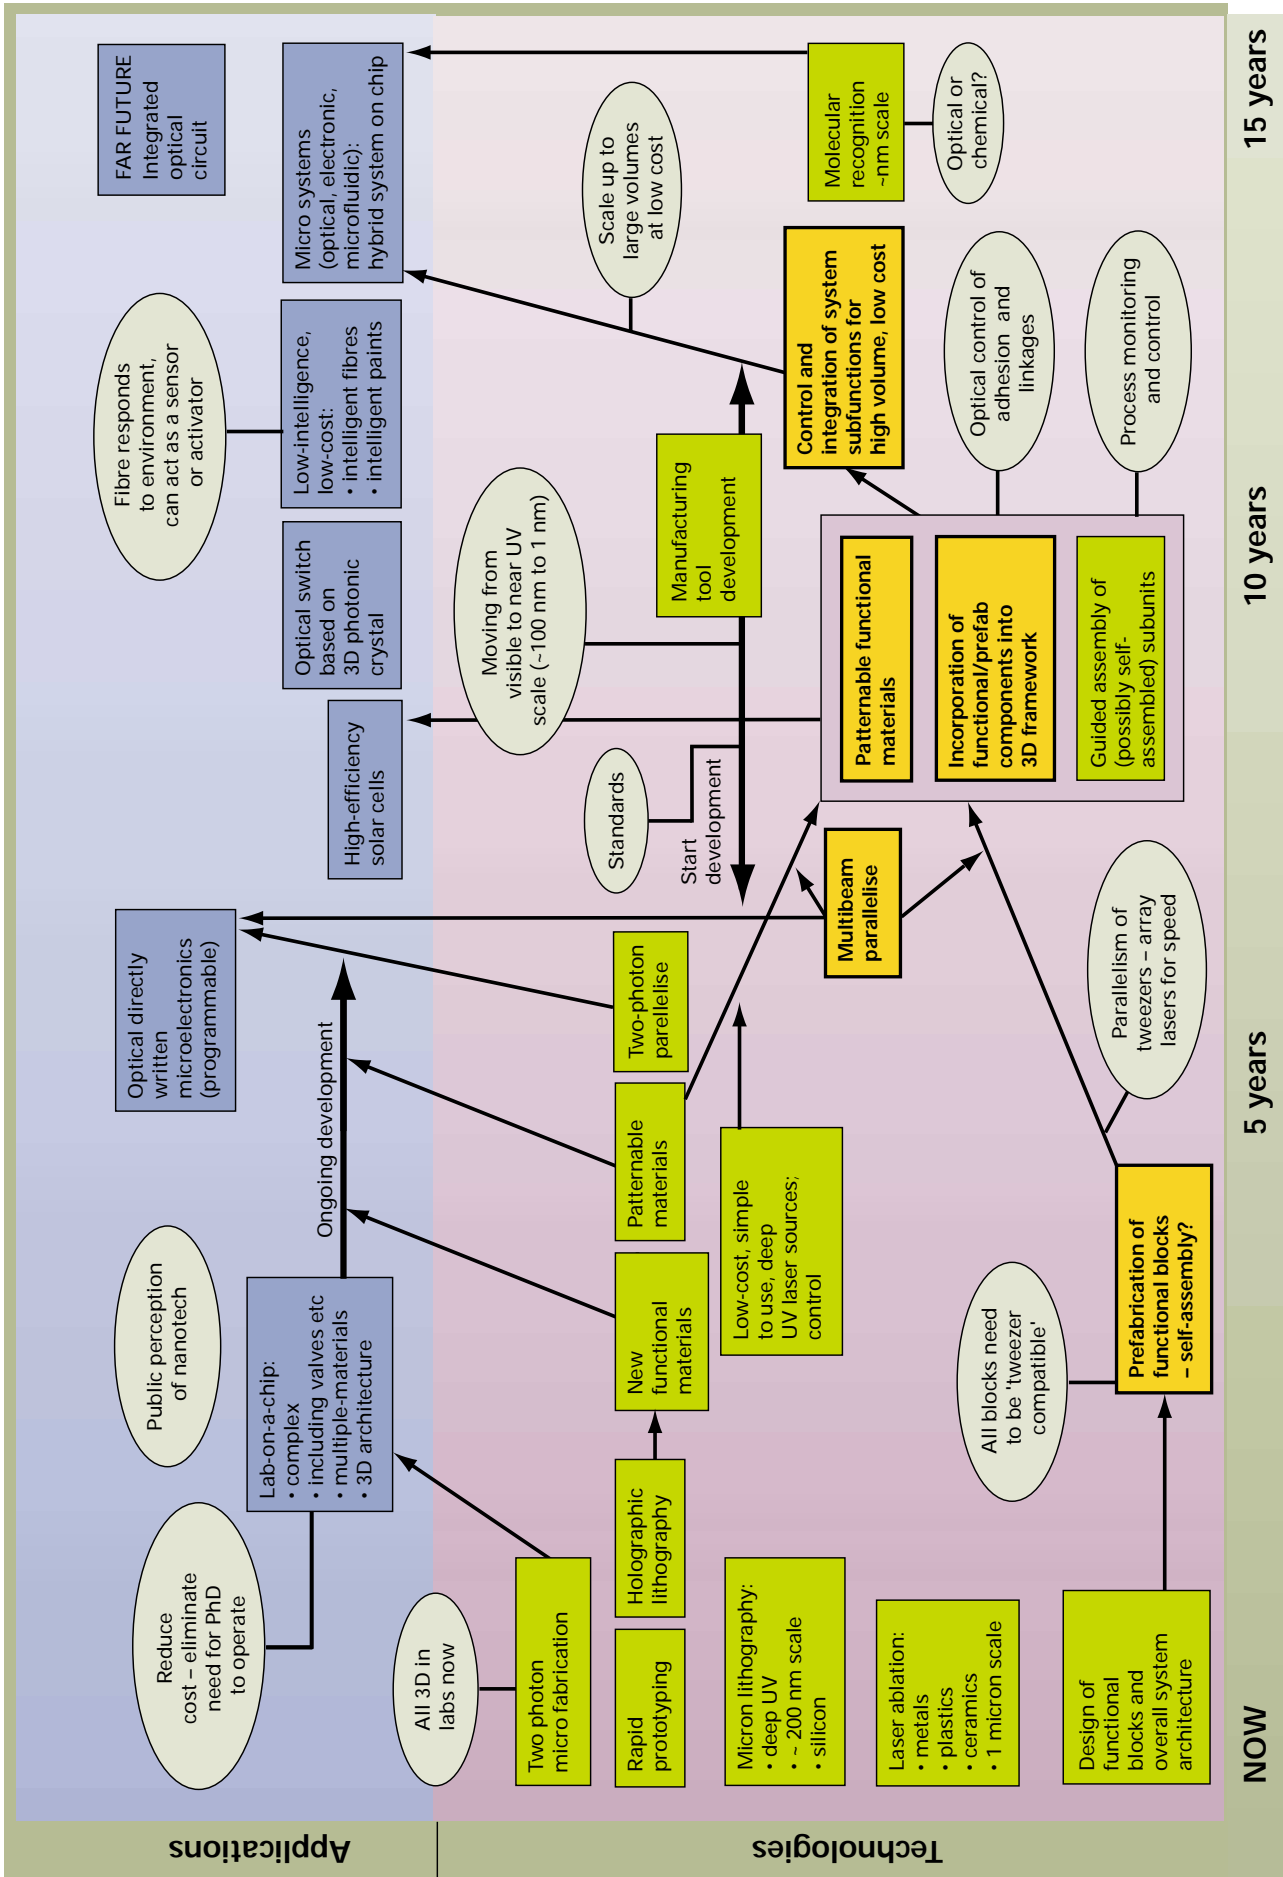 Applications
Reduce
cost – eliminate
need for PhD
to operate
Public perception
of nanotech
Lab-on-a-chip:
• complex
• including valves etc
• multiple-materials
• 3D architecture
Ongoing development
Optical directly
written
microelectronics
(programmable)
High-efficiency
solar cells
Optical switch
based on
3D photonic
crystal
Fibre responds
to environment,
can act as a sensor
or activator
Low-intelligence,
low-cost:
• intelligent fibres
• intelligent paints
FAR FUTURE
Integrated
optical
circuit
Micro systems
(optical, electronic,
microfluidic):
hybrid system on chip
Technologies
All 3D in
labs now
Two photon
micro fabrication
Rapid
prototyping
Holographic
lithography
New
functional
materials
Patternable
materials
Two-photon
parellelise
Micron lithography:
• deep UV
• ~ 200 nm scale
• silicon
Low-cost, simple
to use, deep
UV laser sources;
control
Laser ablation:
• metals
• plastics
• ceramics
• 1 micron scale
Design of
functional
blocks and
overall system
architecture
All blocks need
to be 'tweezer
compatible'
Prefabrication of
functional blocks
– self-assembly?
Parallelism of
tweezers – array
lasers for speed
Multibeam
parallelise
Standards
Start
development
Moving from
visible to near UV
scale (~100 nm to 1 nm)
Manufacturing
tool
development
Patternable functional
materials
Incorporation of
functional/prefab
components into
3D framework
Guided assembly of
(possibly self-
assembled) subunits
Scale up to
large volumes
at low cost
Control and
integration of system
subfunctions for
high volume, low cost
Optical control of
adhesion and
linkages
Process monitoring
and control
Molecular
recognition
~nm scale
Optical or
chemical?
NOW
5 years
10 years
15 years